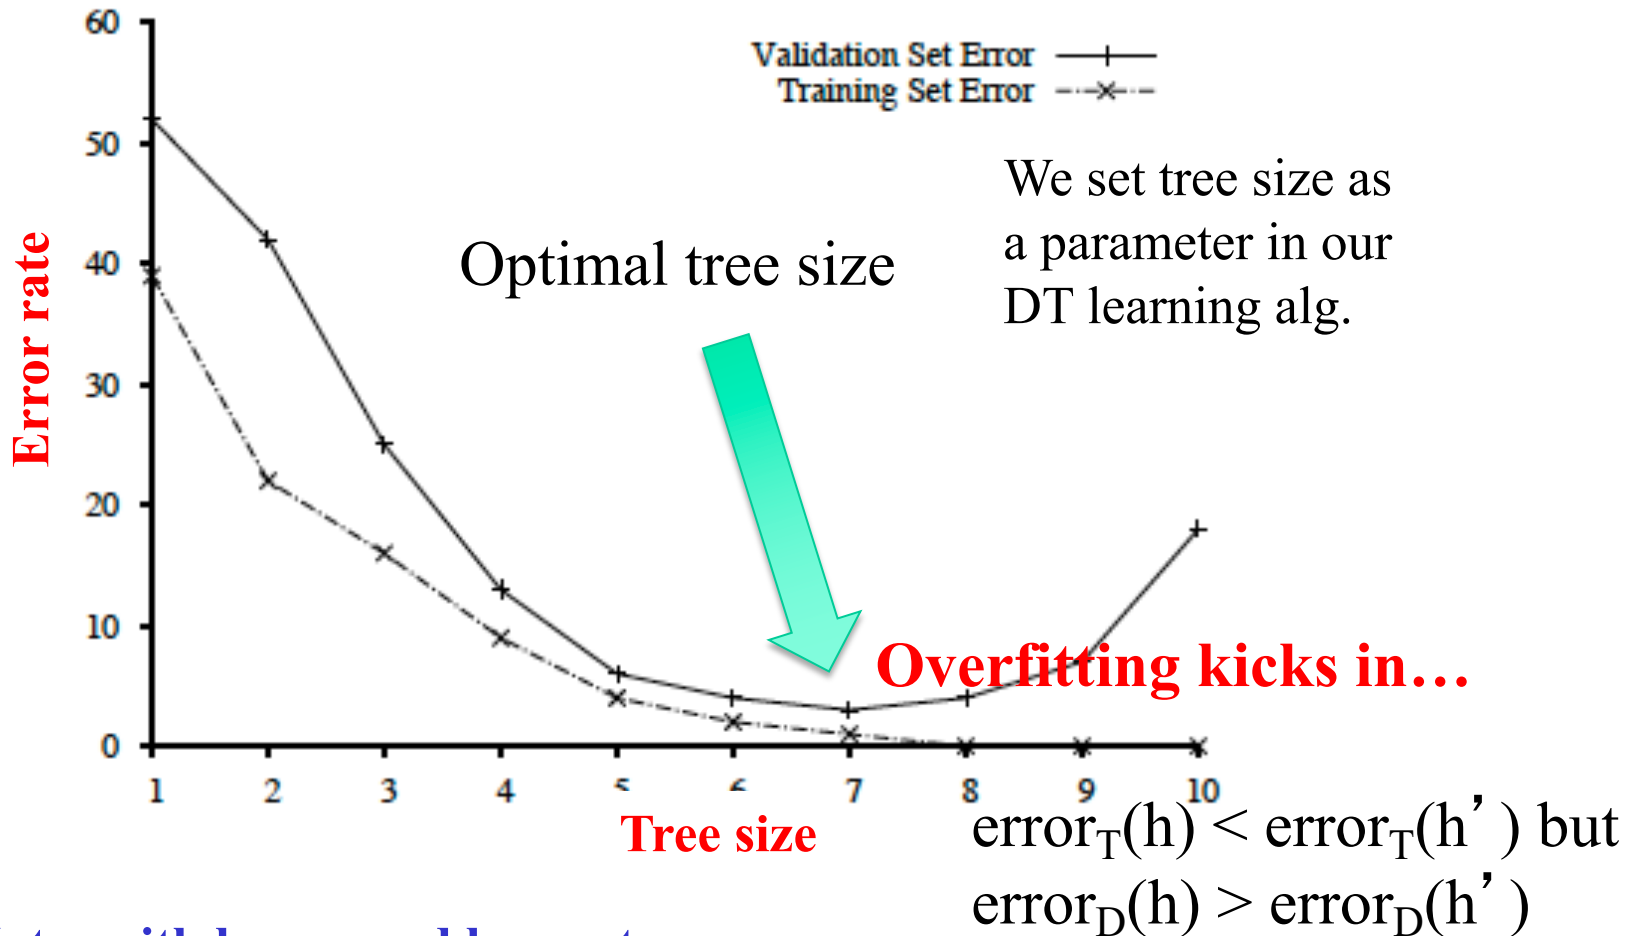 60
Validation Set Error
Training Set Error
50
We set tree size as
a parameter in our
DT learning alg.
Optimal tree size
40
Error rate
30
20
10
Overfitting kicks in…
0
1 2 3 4 5 6 7 8 9 10
Tree size
errorT(h) < errorT(h’) but
errorD(h) > errorD(h’)